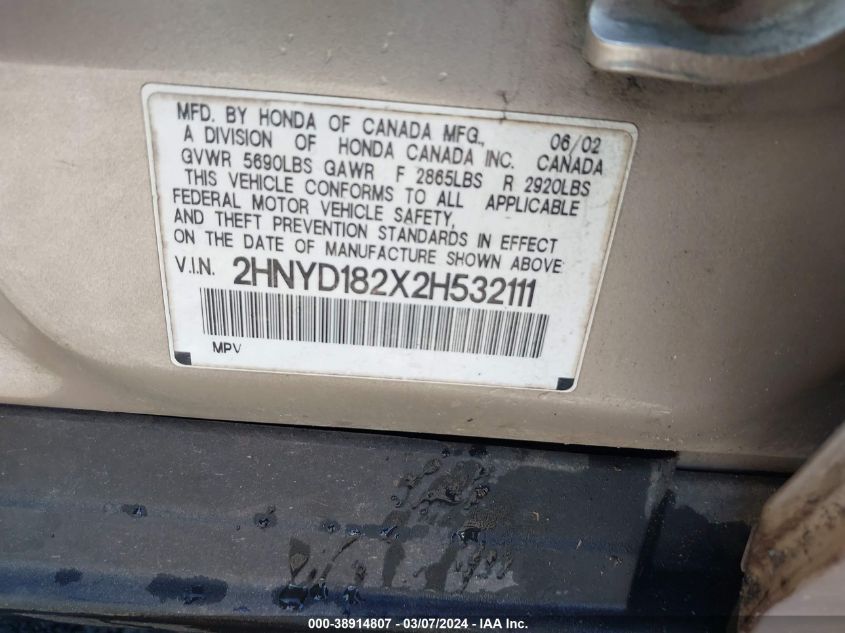 MFD. BY HONDA OF CANADA MFG., 06/02
A DIVISION OF HONDA CANADA INC. CANADA
GVWR 5690LBS GAWR F 2865LBS R 2920LBS
THIS VEHICLE CONFORMS TO ALL APPLICABLE
FEDERAL MOTOR VEHICLE SAFETY,
AND THEFT PREVENTION STANDARDS IN EFFECT
ON THE DATE OF MANUFACTURE SHOWN ABOVE
V.I.N. 2HNYD182X2H532111
MPV
000-38914807 - 03/07/2024 - IAAI.COM